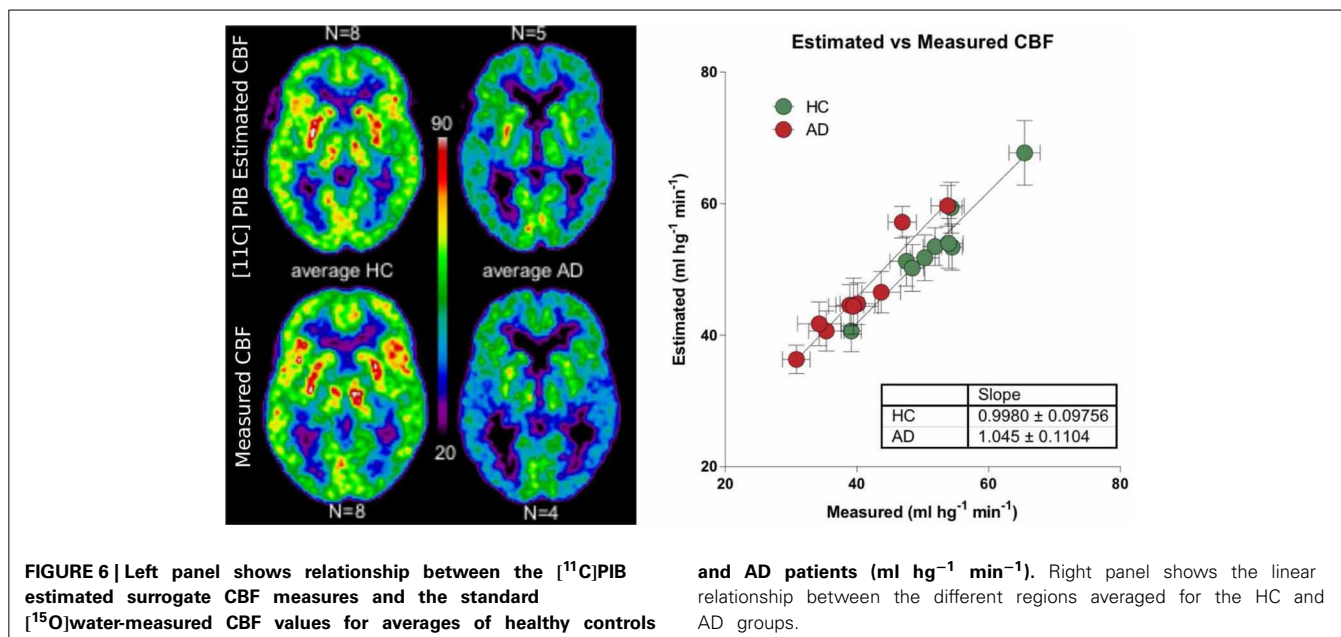 N=8
N=5
[11C] PIB Estimated CBF
90
average HC
average AD
Measured CBF
20
N=8
N=4
Estimated vs Measured CBF
HC
AD
Estimated (ml hg⁻¹ min⁻¹)
80
60
40
20
20 40 60 80
Measured (ml hg⁻¹ min⁻¹)
Slope
HC 0.9980 ± 0.09756
AD 1.045 ± 0.1104
FIGURE 6 | Left panel shows relationship between the [¹¹C]PIB
estimated surrogate CBF measures and the standard
[¹⁵O]water-measured CBF values for averages of healthy controls
and AD patients (ml hg⁻¹ min⁻¹). Right panel shows the linear
relationship between the different regions averaged for the HC and
AD groups.